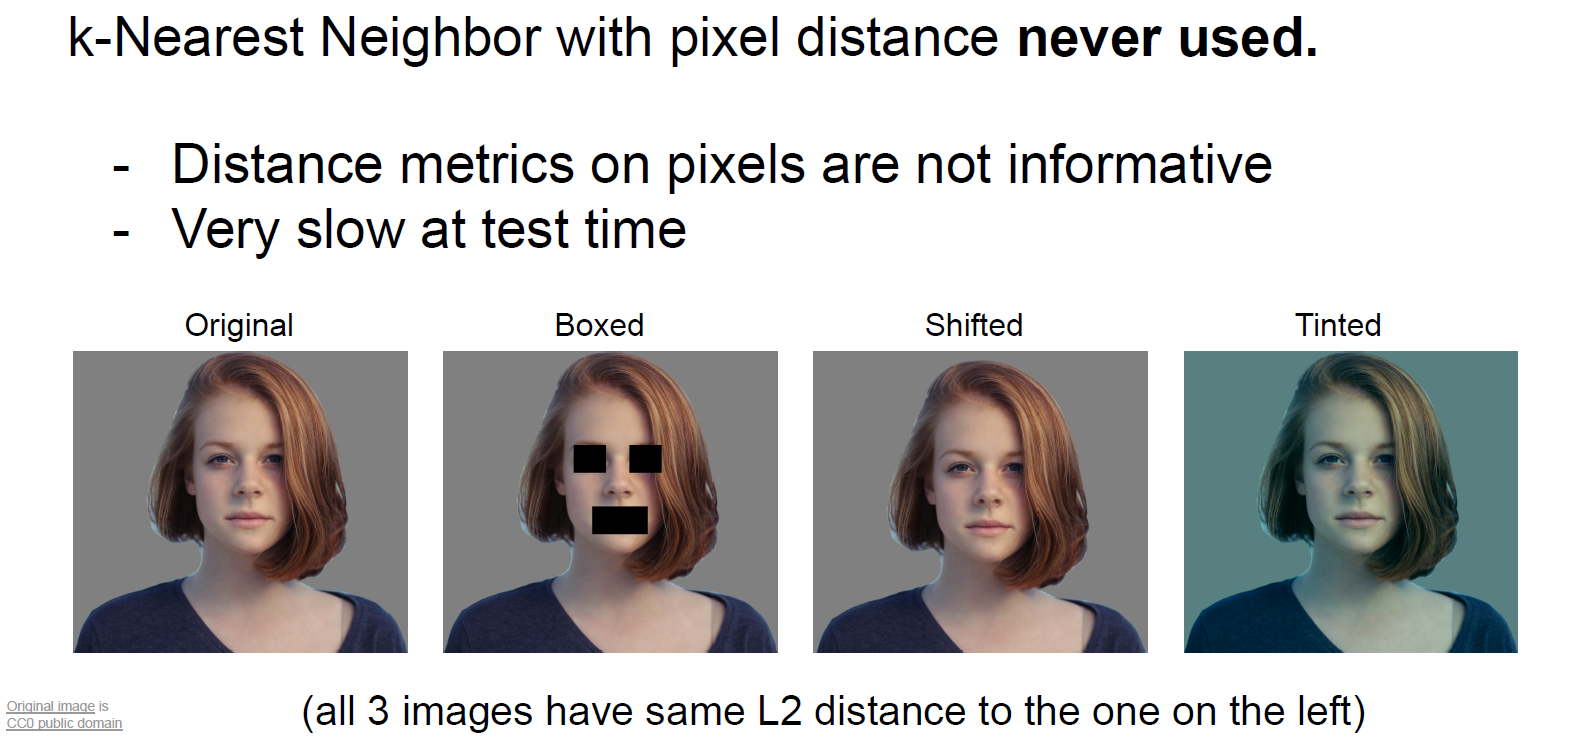 k-Nearest Neighbor with pixel distance never used.
- Distance metrics on pixels are not informative
- Very slow at test time
Original Boxed Shifted Tinted
(all 3 images have same L2 distance to the one on the left)
Original image is
CC0 public domain